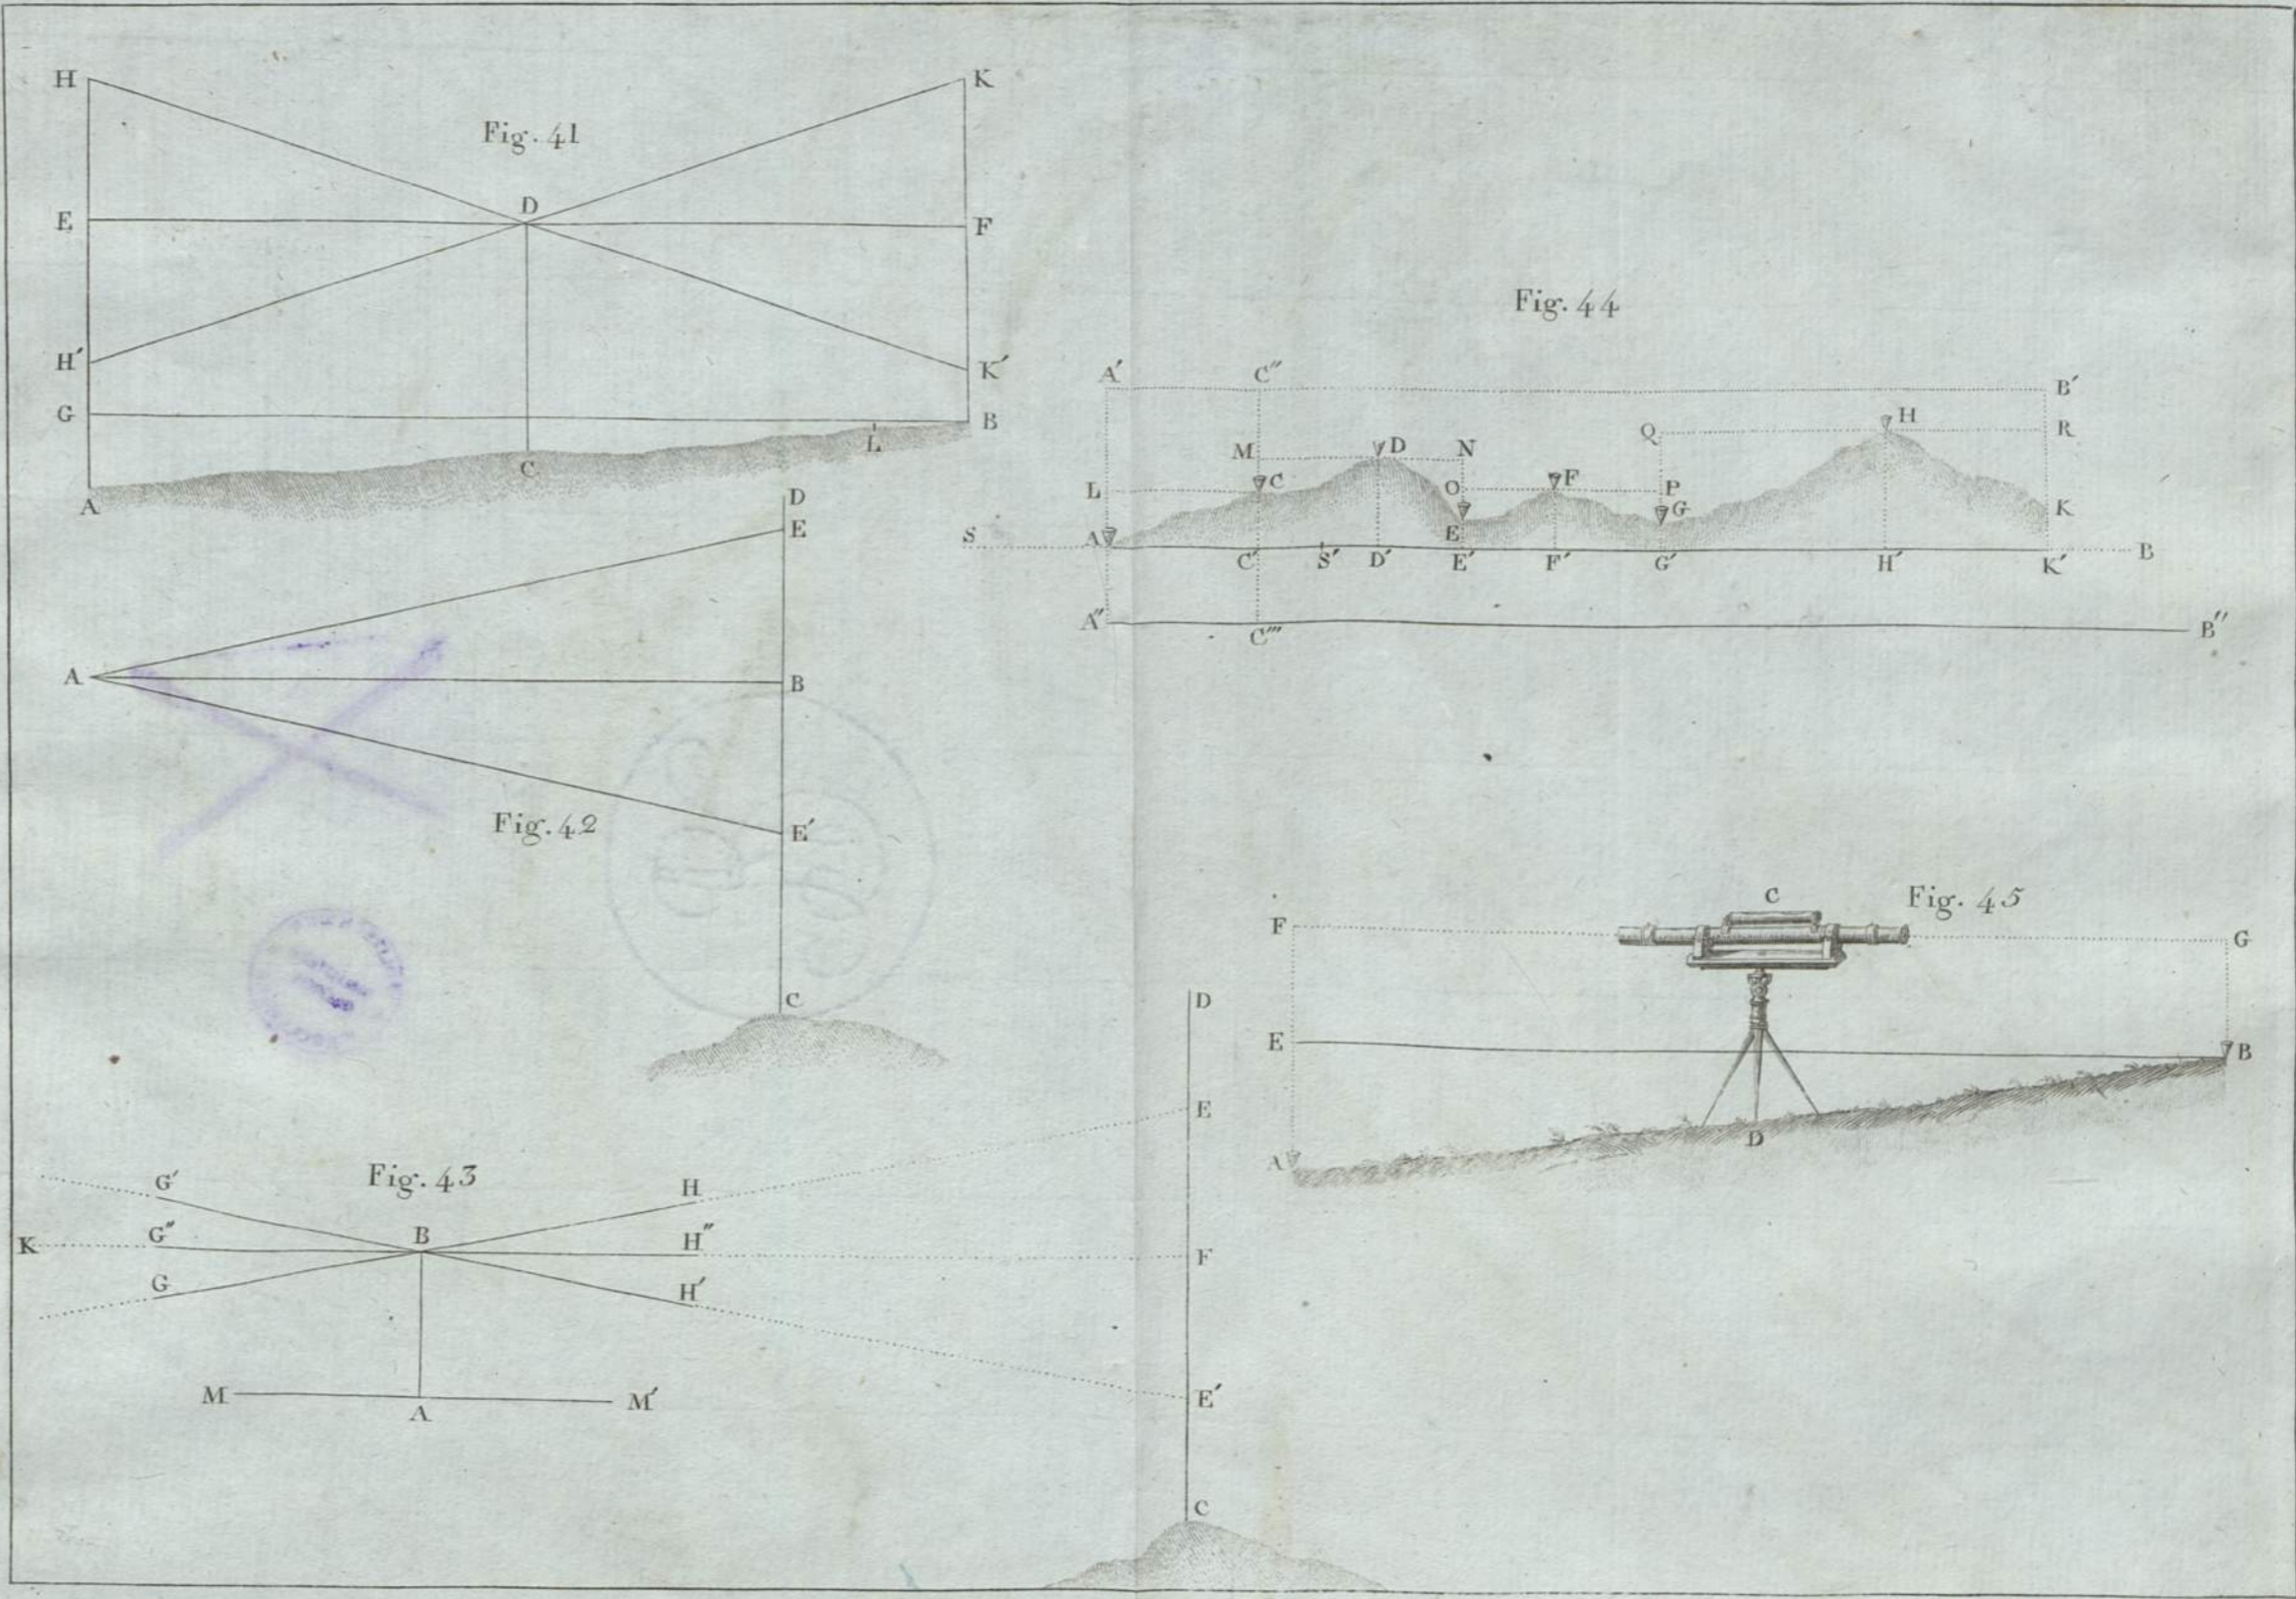 Fig. 41
H K
D
E F
H′ K′
G B
L
C
A
Fig. 42
D
E
A B
E′
C
Fig. 43
D
E
G′ H
K G″ B H″ F
G H′
M A M′
E′
C
Fig. 44
A′ C″ B′
H
Q R
M D N
L C O F P
G K
S A E B
C′ S′ D′ E′ F′ G′ H′ K′
A″ C‴ B″
Fig. 45
C
F G
E B
A D